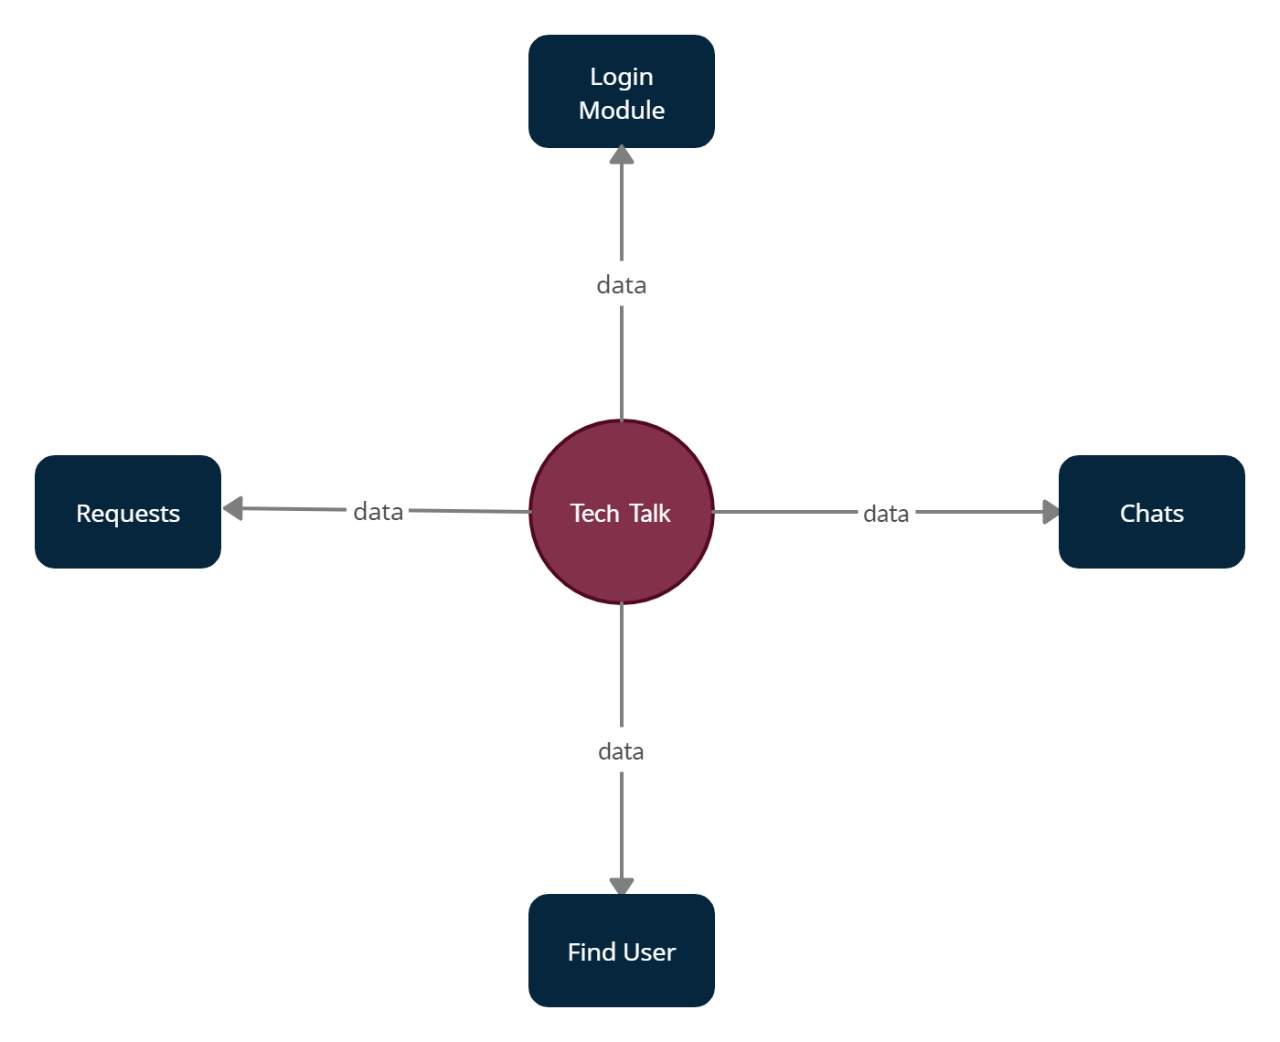 Login
Module
data
Requests
data
Tech Talk
data
Chats
data
Find User